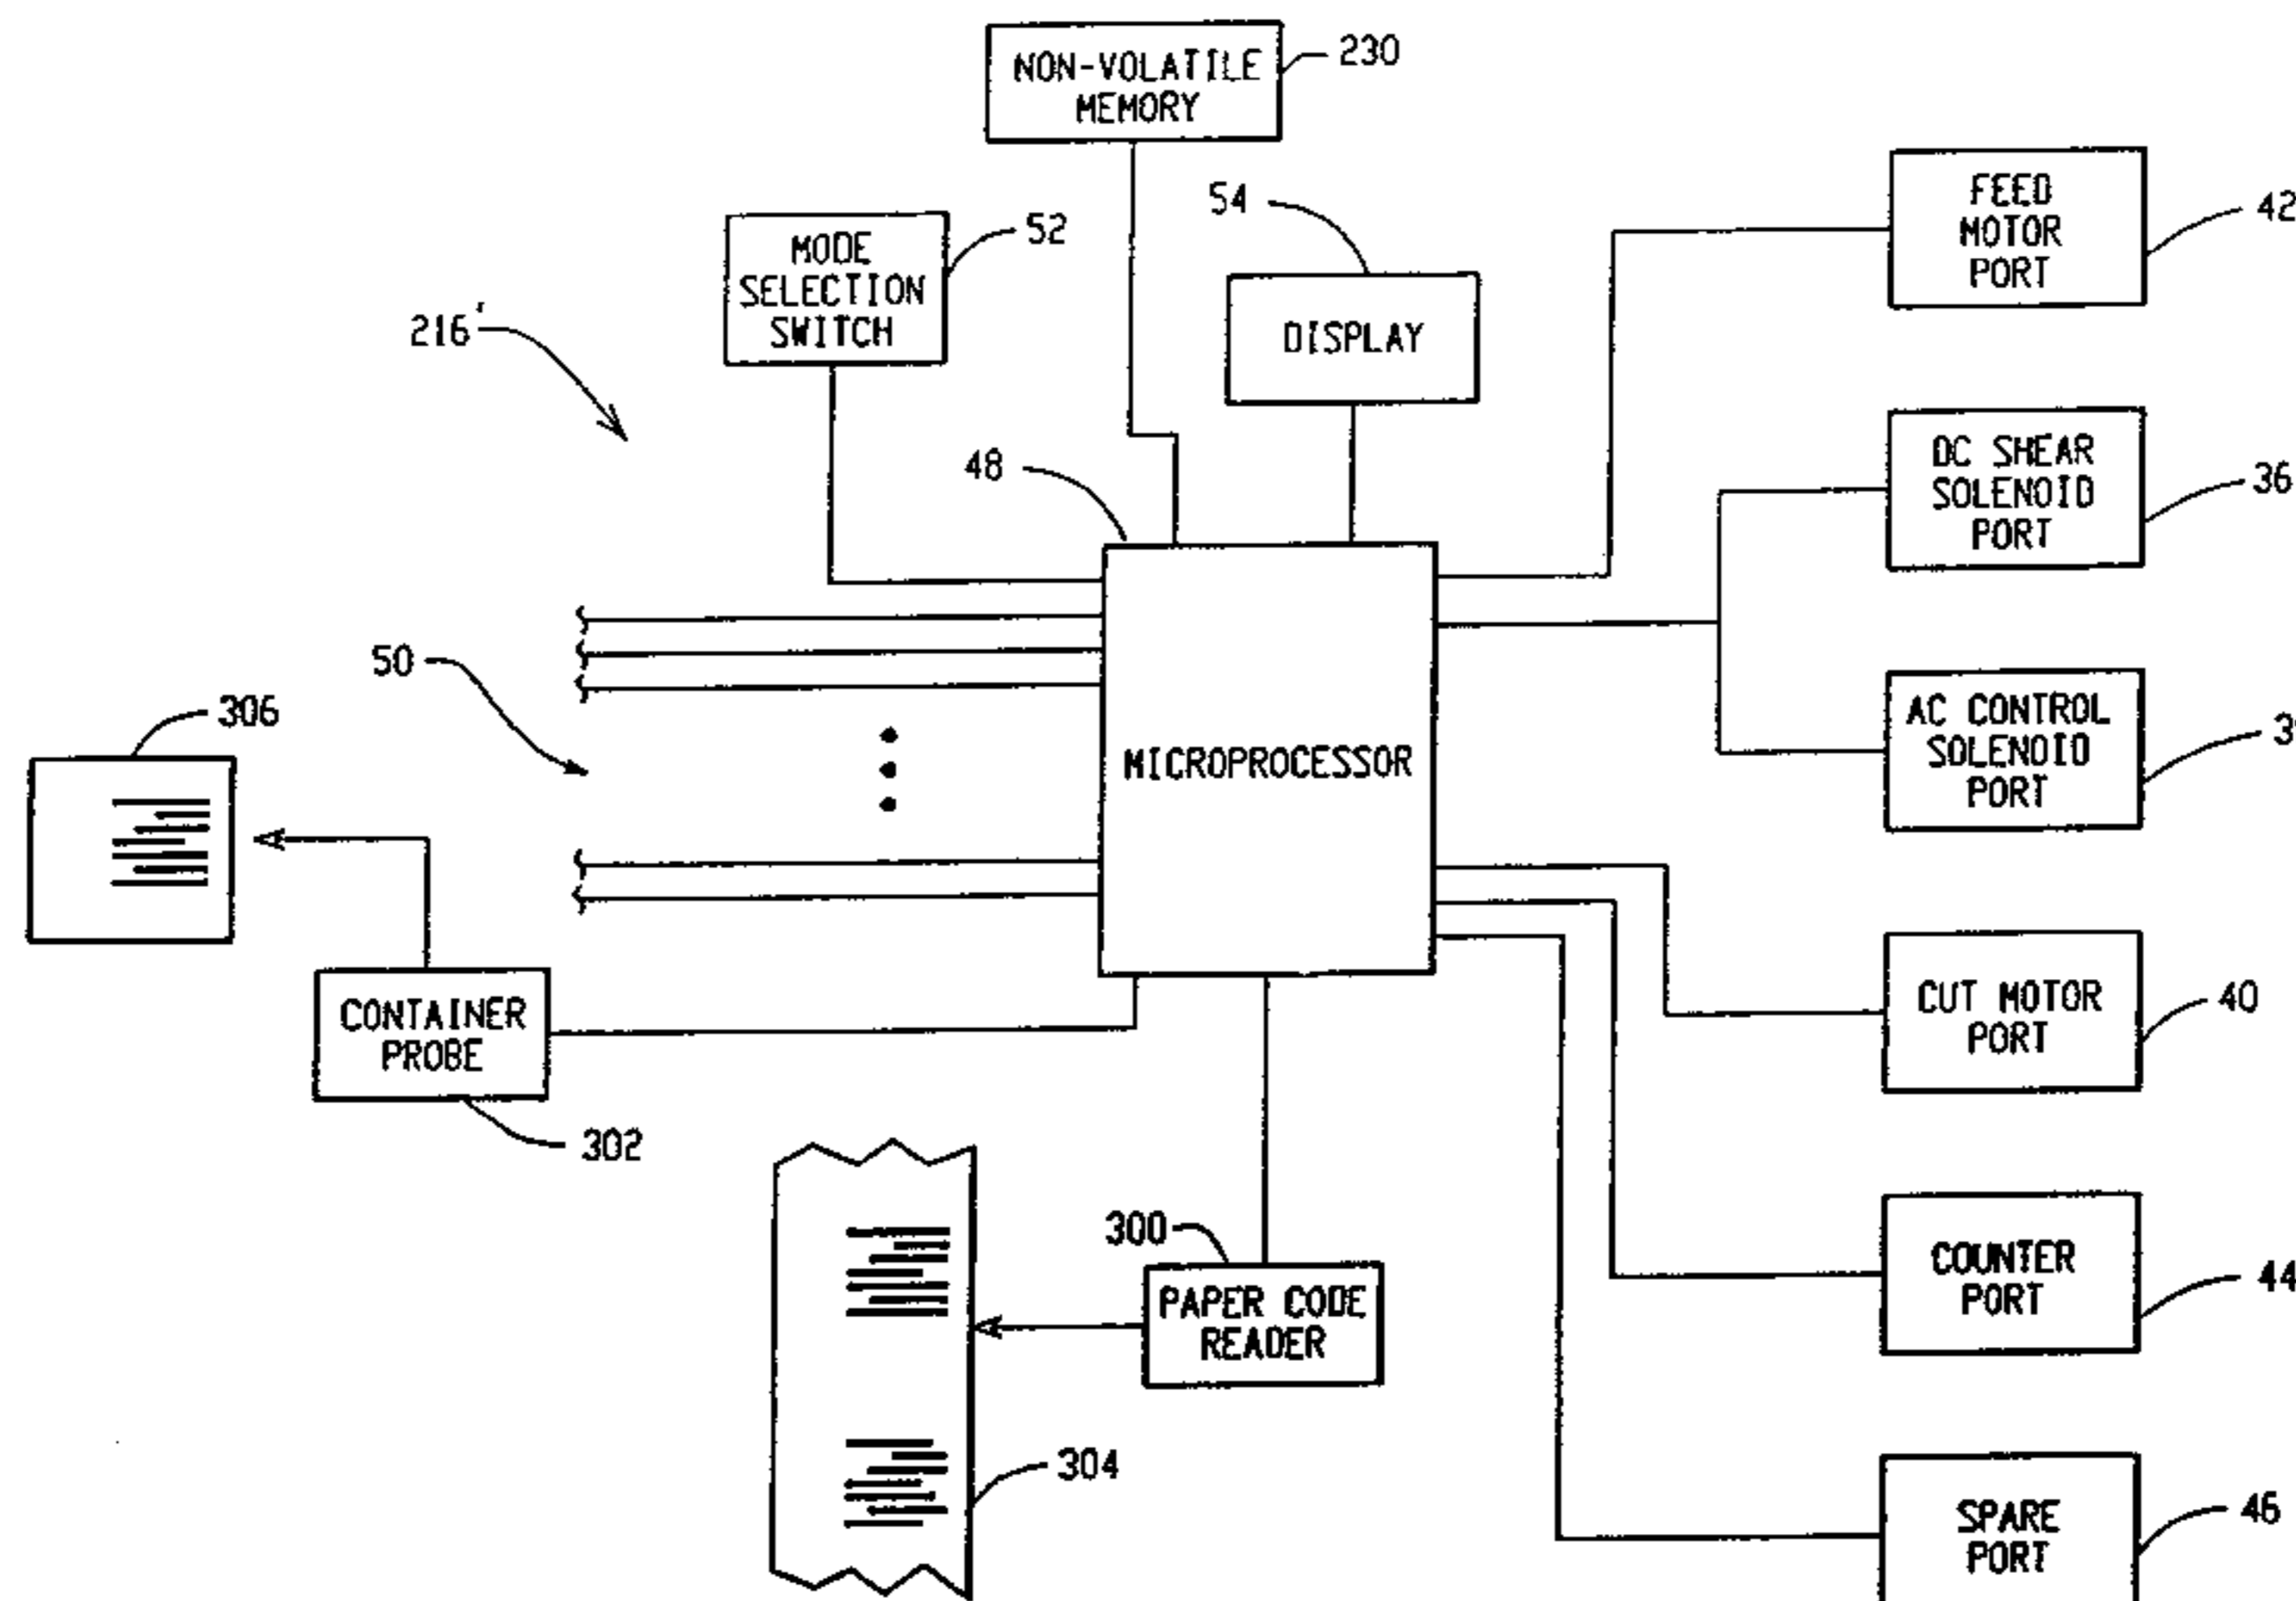 NON-VOLATILE
MEMORY
230
MODE
SELECTION
SWITCH
52
54
DISPLAY
FEED
MOTOR
PORT
42
216'
48
DC SHEAR
SOLENOID
PORT
36
50
MICROPROCESSOR
AC CONTROL
SOLENOID
PORT
306
CONTAINER
PROBE
302
CUT MOTOR
PORT
40
300
PAPER CODE
READER
COUNTER
PORT
44
304
SPARE
PORT
46